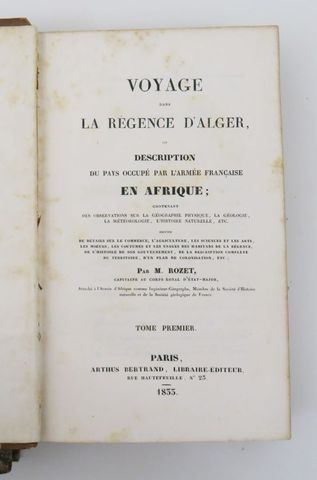 VOYAGE
DANS
LA RÉGENCE D'ALGER,
OU
DESCRIPTION
DU PAYS OCCUPÉ PAR L'ARMÉE FRANÇAISE
EN AFRIQUE;
CONTENANT
DES OBSERVATIONS SUR LA GÉOGRAPHIE PHYSIQUE, LA GÉOLOGIE,
LA MÉTÉOROLOGIE, L'HISTOIRE NATURELLE, ETC.
SUIVIES
DE DÉTAILS SUR LE COMMERCE, L'AGRICULTURE, LES SCIENCES ET LES ARTS,
LES MŒURS, LES COUTUMES ET LES USAGES DES HABITANS DE LA RÉGENCE,
DE L'HISTOIRE DE SON GOUVERNEMENT, DE LA DESCRIPTION COMPLÈTE
DU TERRITOIRE, D'UN PLAN DE COLONISATION, ETC.
PAR M. ROZET,
CAPITAINE AU CORPS ROYAL D'ÉTAT-MAJOR,
Attaché à l'Armée d'Afrique comme Ingénieur-Géographe, Membre de la Société d'Histoire
naturelle et de la Société géologique de France.
TOME PREMIER.
PARIS,
ARTHUS BERTRAND, LIBRAIRE-ÉDITEUR,
RUE HAUTEFEUILLE, N° 23
1833.